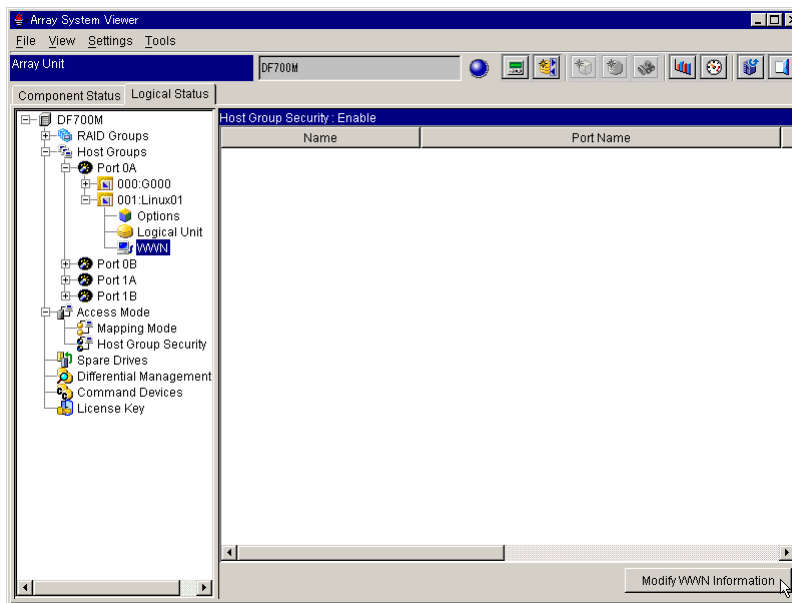 Array System Viewer
File View Settings Tools
Array Unit
DF700M
Component Status Logical Status
DF700M
RAID Groups
Host Groups
Port 0A
000:G000
001:Linux01
Options
Logical Unit
WWN
Port 0B
Port 1A
Port 1B
Access Mode
Mapping Mode
Host Group Security
Spare Drives
Differential Management
Command Devices
License Key
Host Group Security : Enable
Name Port Name
Modify WWN Information